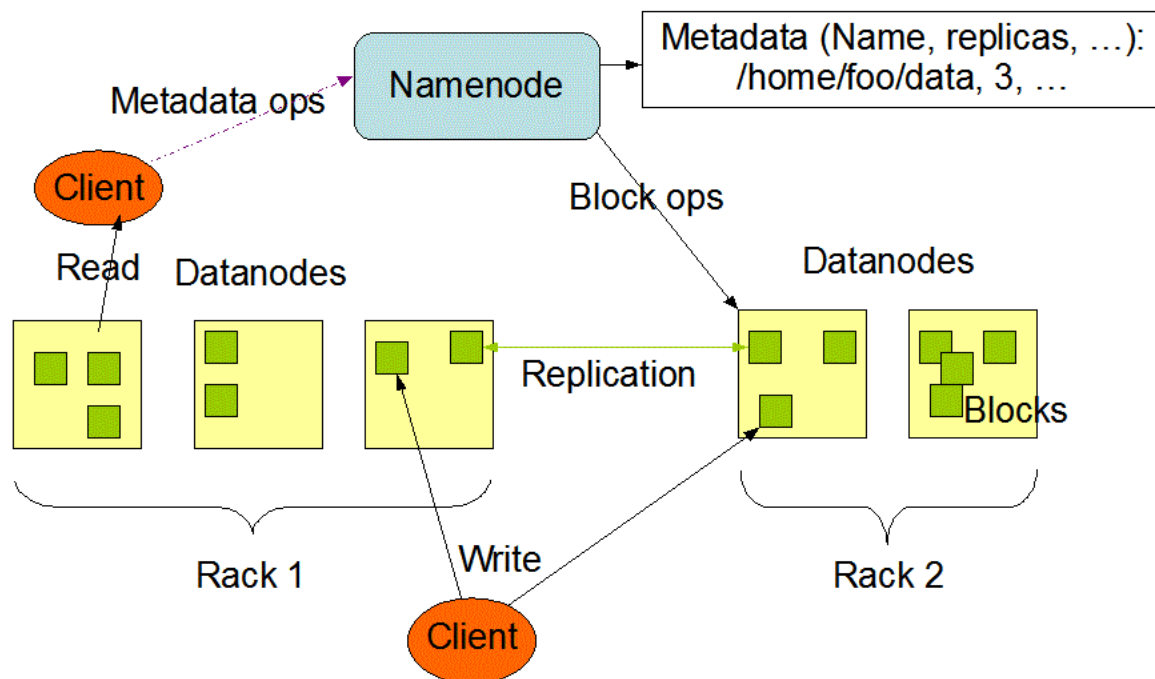 Metadata (Name, replicas, …):
/home/foo/data, 3, …
Namenode
Metadata ops
Client
Block ops
Read
Datanodes
Datanodes
Replication
Blocks
Rack 1
Write
Rack 2
Client